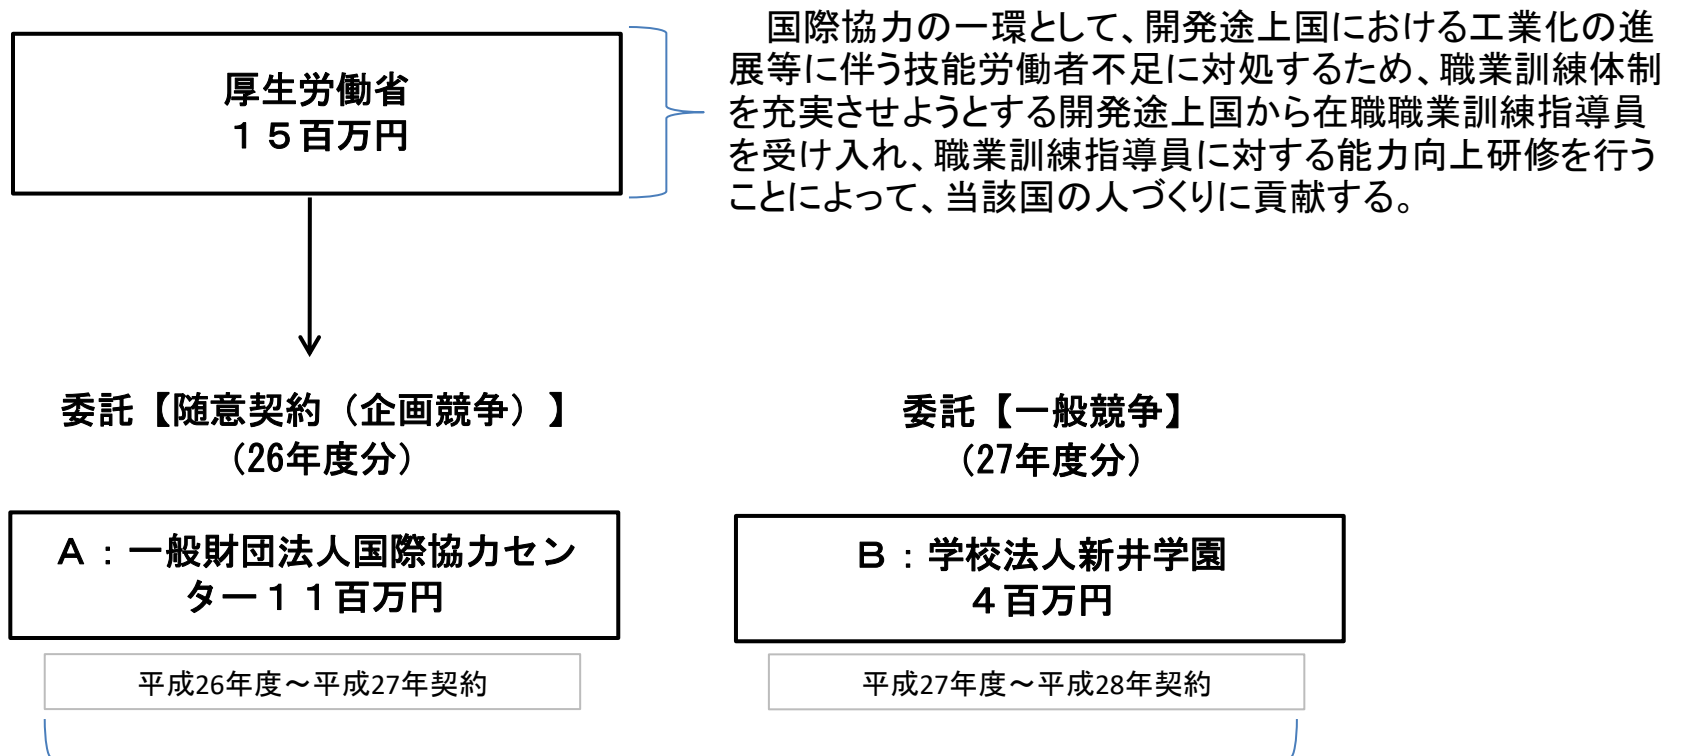 厚生労働省
１５百万円
国際協力の一環として、開発途上国における工業化の進
展等に伴う技能労働者不足に対処するため、職業訓練体制
を充実させようとする開発途上国から在職職業訓練指導員
を受け入れ、職業訓練指導員に対する能力向上研修を行う
ことによって、当該国の人づくりに貢献する。
委託【随意契約（企画競争）】
（26年度分）
Ａ：一般財団法人国際協力セン
ター１１百万円
平成26年度～平成27年契約
委託【一般競争】
（27年度分）
Ｂ：学校法人新井学園
４百万円
平成27年度～平成28年契約